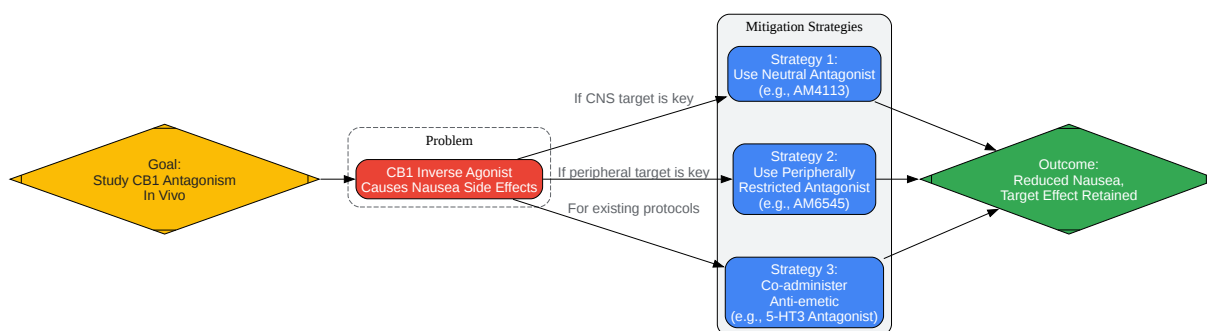 Goal:
Study CB1 Antagonism
In Vivo
Problem
CB1 Inverse Agonist
Causes Nausea Side Effects
If CNS target is key
If peripheral target is key
For existing protocols
Mitigation Strategies
Strategy 1:
Use Neutral Antagonist
(e.g., AM4113)
Strategy 2:
Use Peripherally
Restricted Antagonist
(e.g., AM6545)
Strategy 3:
Co-administer
Anti-emetic
(e.g., 5-HT3 Antagonist)
Outcome:
Reduced Nausea,
Target Effect Retained